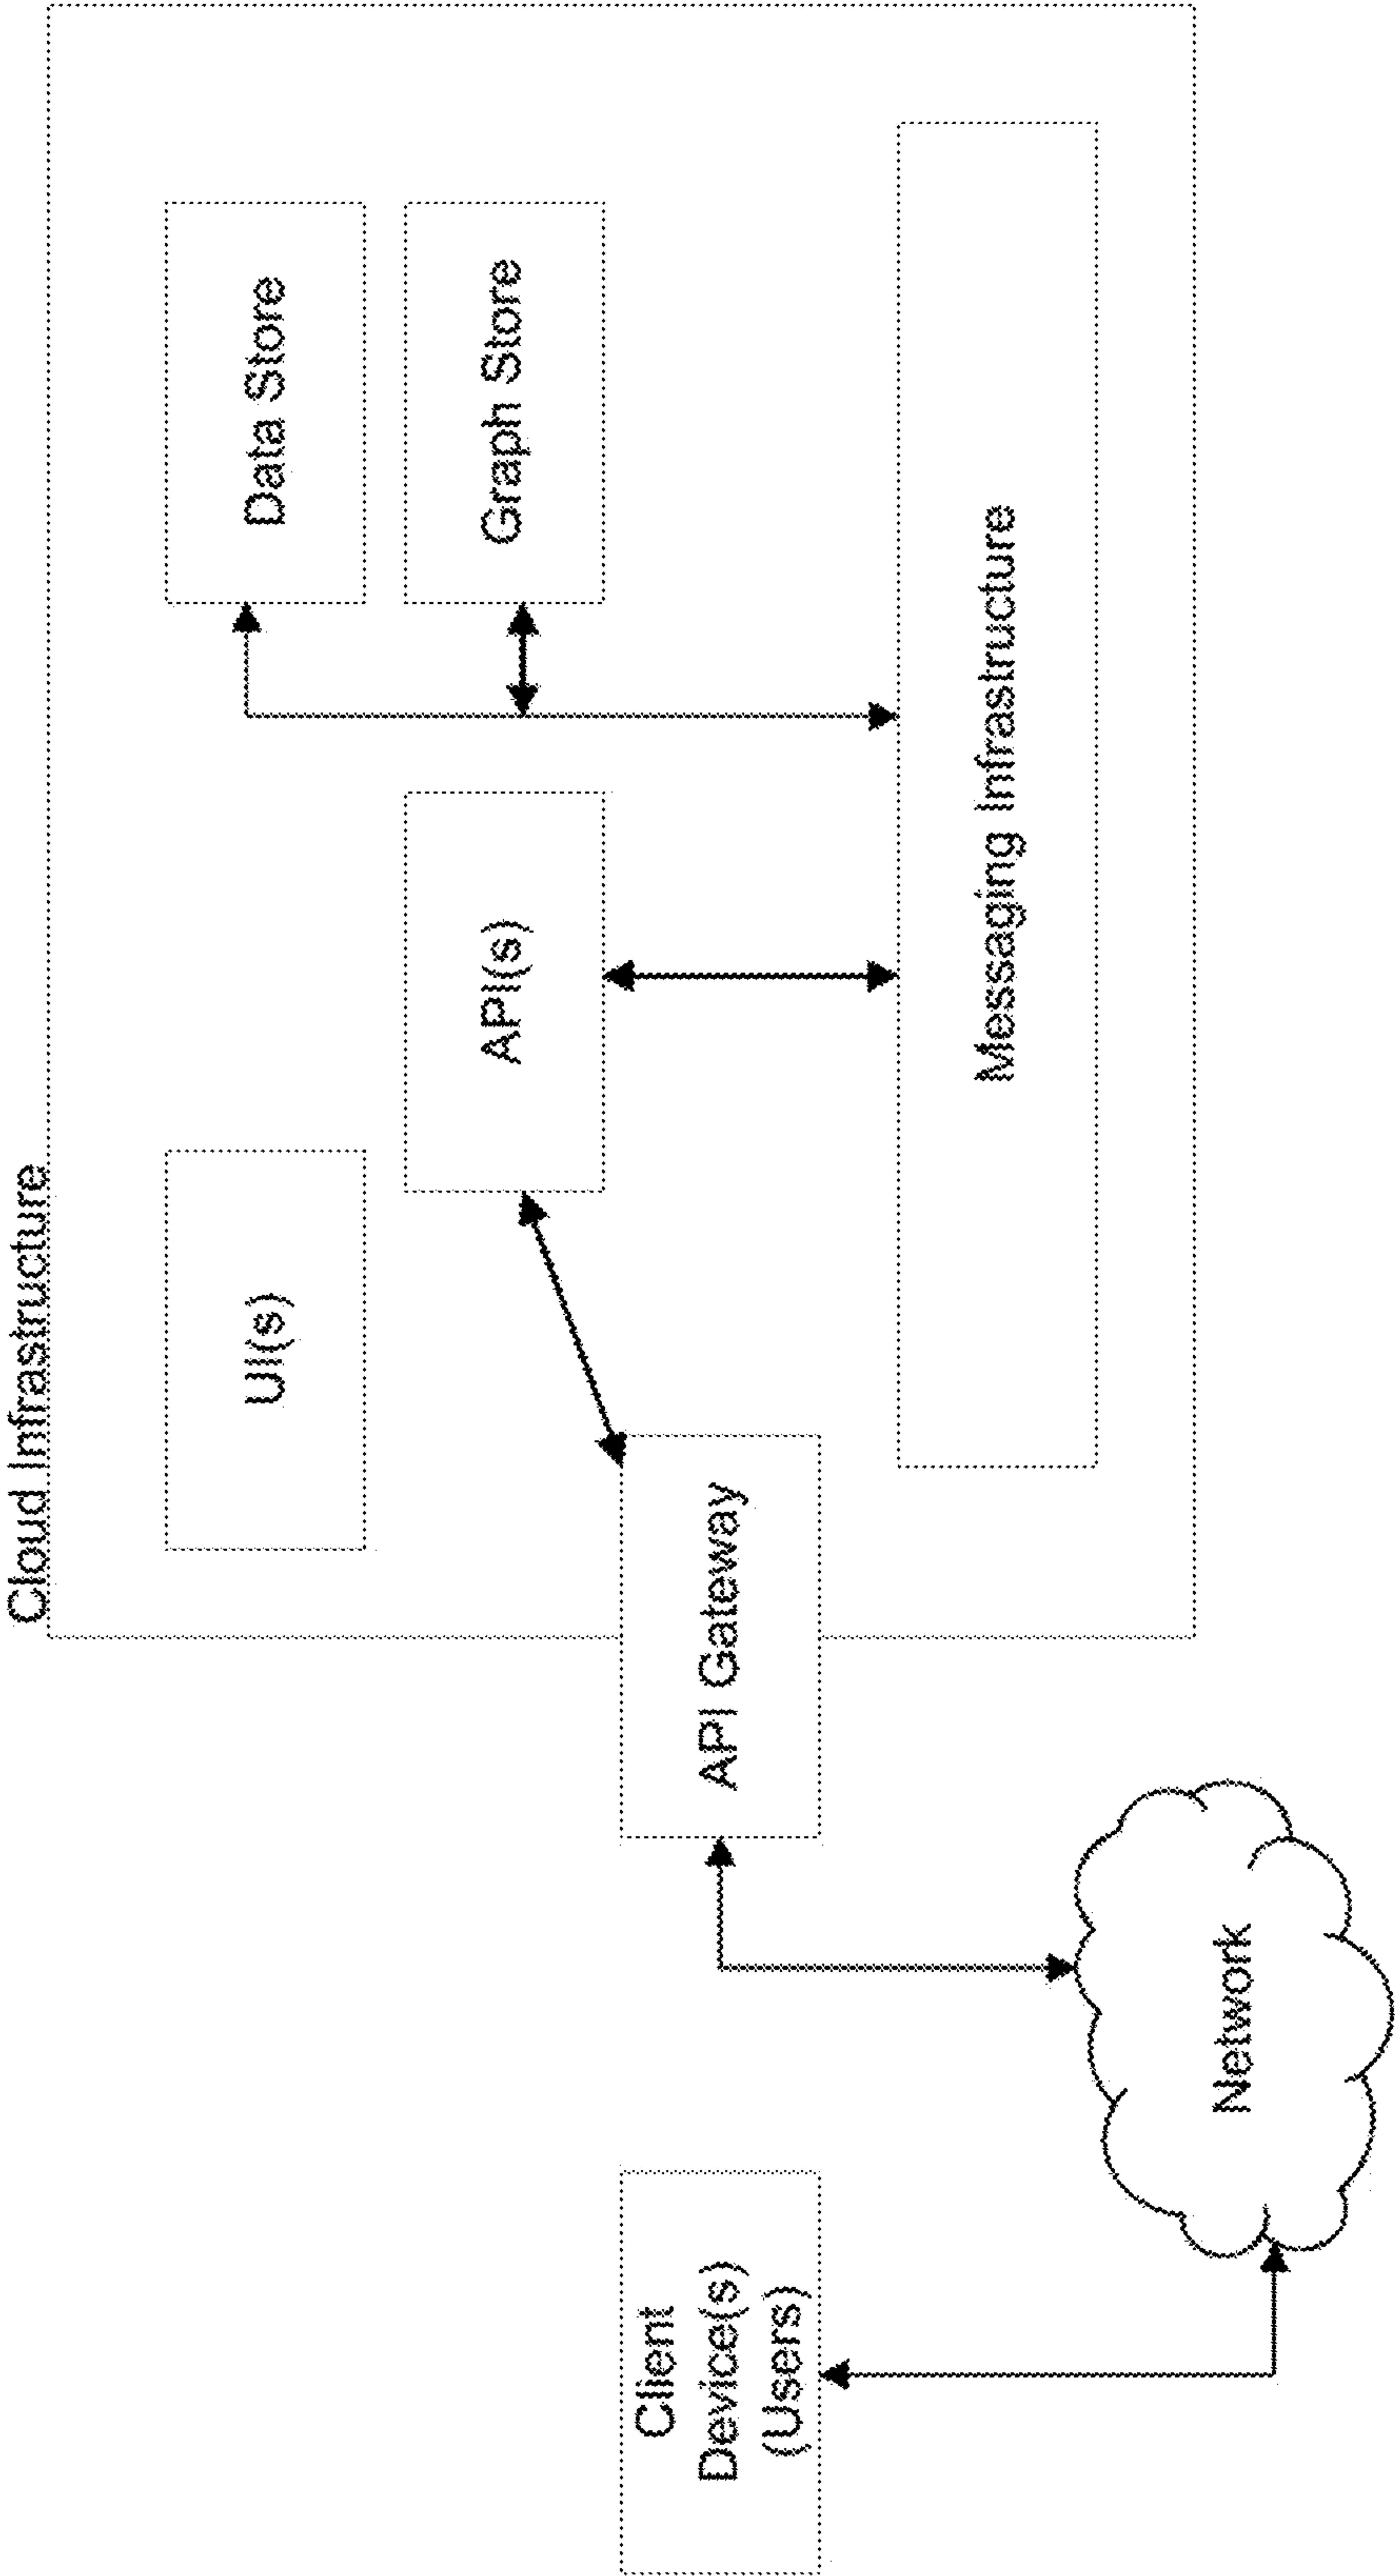 Cloud Infrastructure
UI(s)
Data Store
API(s)
Graph Store
Client
Device(s)
(Users)
API Gateway
Messaging Infrastructure
Network